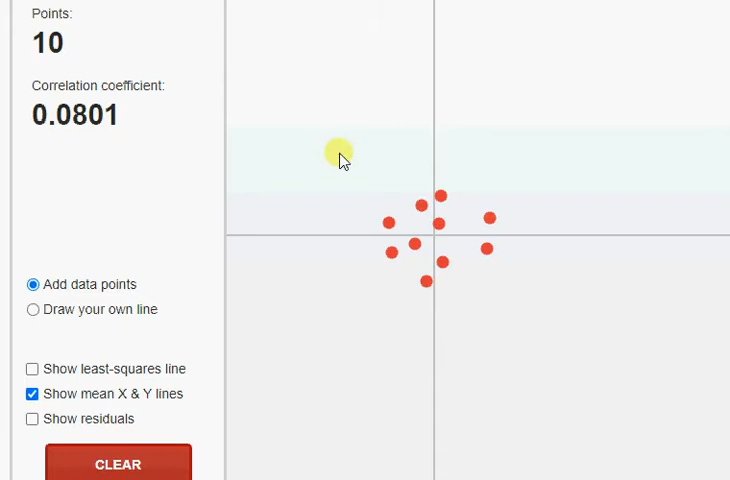 Points:
10
Correlation coefficient:
0.0801
Add data points
Draw your own line
Show least-squares line
Show mean X & Y lines
Show residuals
CLEAR